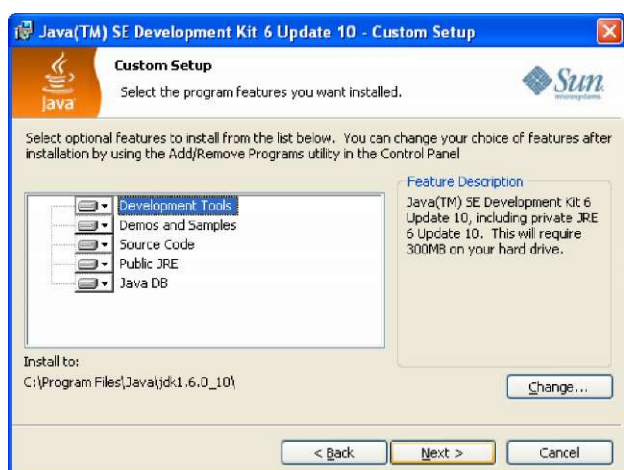 Java(TM) SE Development Kit 6 Update 10 - Custom Setup
Java
Custom Setup
Select the program features you want installed.
Sun
microsystems
Select optional features to install from the list below. You can change your choice of features after
installation by using the Add/Remove Programs utility in the Control Panel
Development Tools
Demos and Samples
Source Code
Public JRE
Java DB
Feature Description
Java(TM) SE Development Kit 6
Update 10, including private JRE
6 Update 10. This will require
300MB on your hard drive.
Install to:
C:\Program Files\Java\jdk1.6.0_10\
Change...
< Back
Next >
Cancel